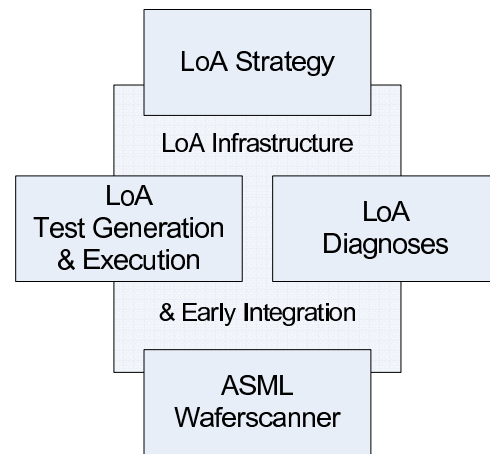 LoA Strategy
LoA Infrastructure
LoA
Test Generation
& Execution
LoA
Diagnoses
& Early Integration
ASML
Waferscanner